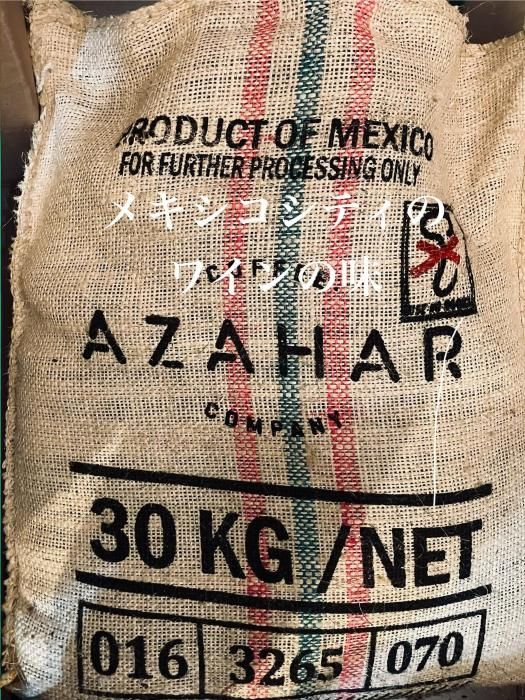 PRODUCT OF MEXICO
FOR FURTHER PROCESSING ONLY
メキシコシティの
ワインの味
COFFEE
AZAHAR
COMPANY
30 KG /NET
016 3265 070